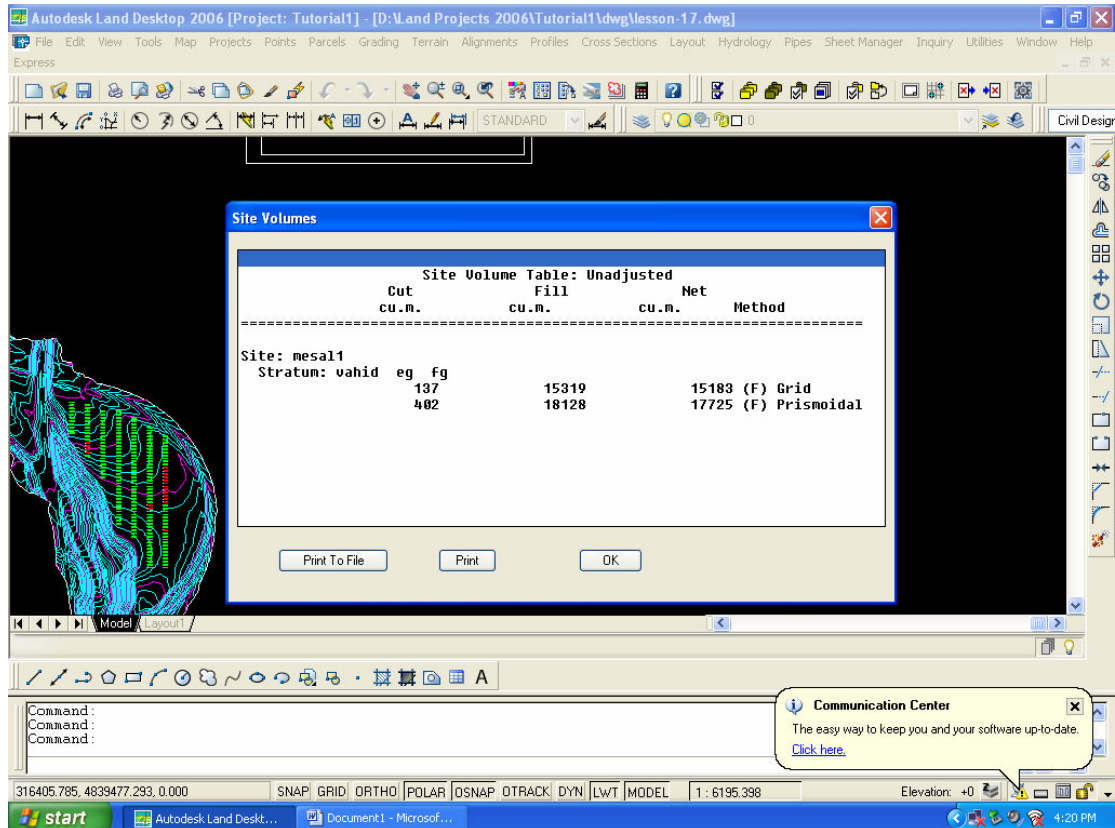 Autodesk Land Desktop 2006 [Project: Tutorial1] - [D:\Land Projects 2006\Tutorial1\dwg\lesson-17.dwg]
File Edit View Tools Map Projects Points Parcels Grading Terrain Alignments Profiles Cross Sections Layout Hydrology Pipes Sheet Manager Inquiry Utilities Window Help
Express
STANDARD 0 Civil Design
Site Volumes
Site Volume Table: Unadjusted
Cut Fill Net
cu.m. cu.m. cu.m. Method
=======================================================================
Site: mesal1
Stratum: vahid eg fg
137 15319 15183 (F) Grid
402 18128 17725 (F) Prismoidal
Print To File Print OK
Model Layout1
A
Command:
Command:
Command:
Communication Center
The easy way to keep you and your software up-to-date.
Click here.
316405.785, 4839477.293, 0.000 SNAP GRID ORTHO POLAR OSNAP OTRACK DYN LWT MODEL 1 : 6195.398 Elevation: +0
start Autodesk Land Deskt... Document1 - Microsof... 4:20 PM